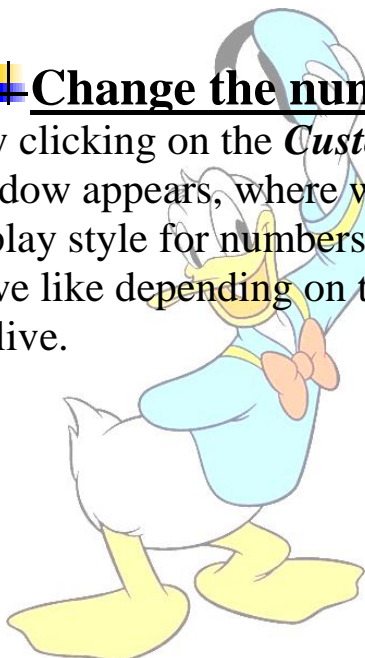 Change the num
y clicking on the Custo
dow appears, where w
play style for numbers
ve like depending on t
live.